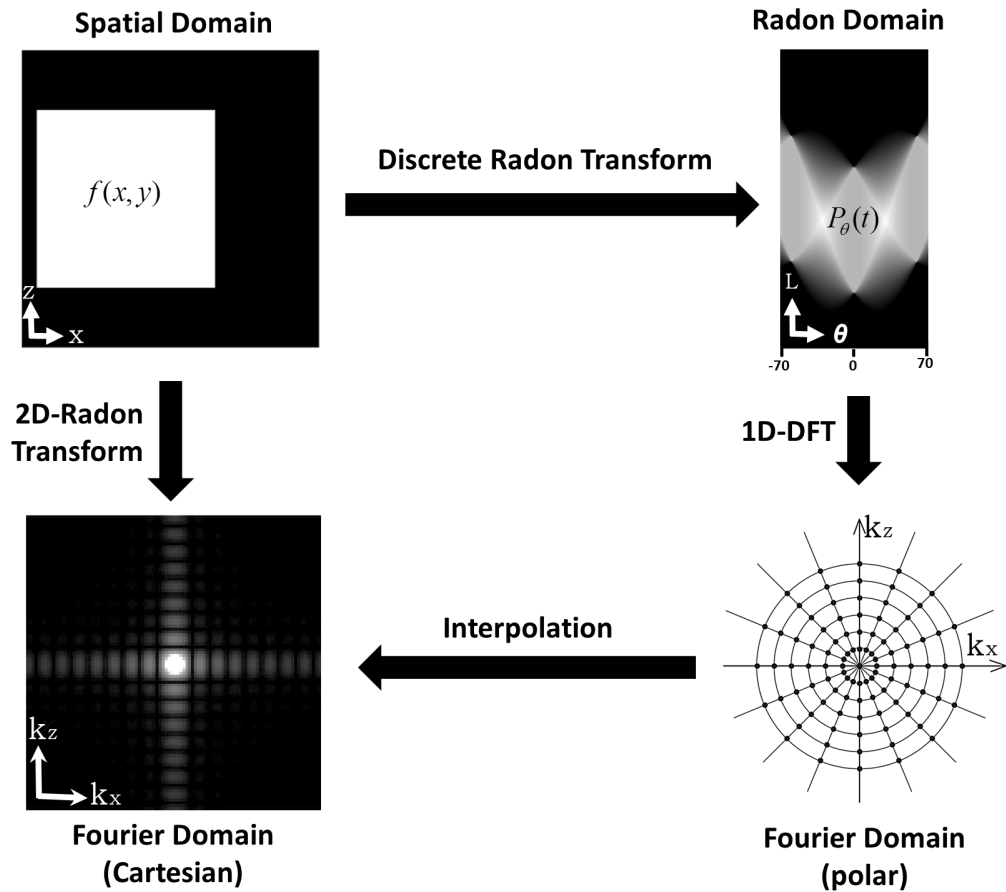 Spatial Domain
Radon Domain
f(x, y)
Discrete Radon Transform
P_θ(t)
z
x
L
θ
-70 0 70
2D-Radon
Transform
1D-DFT
kz
kx
Interpolation
kz
kx
Fourier Domain
(Cartesian)
Fourier Domain
(polar)